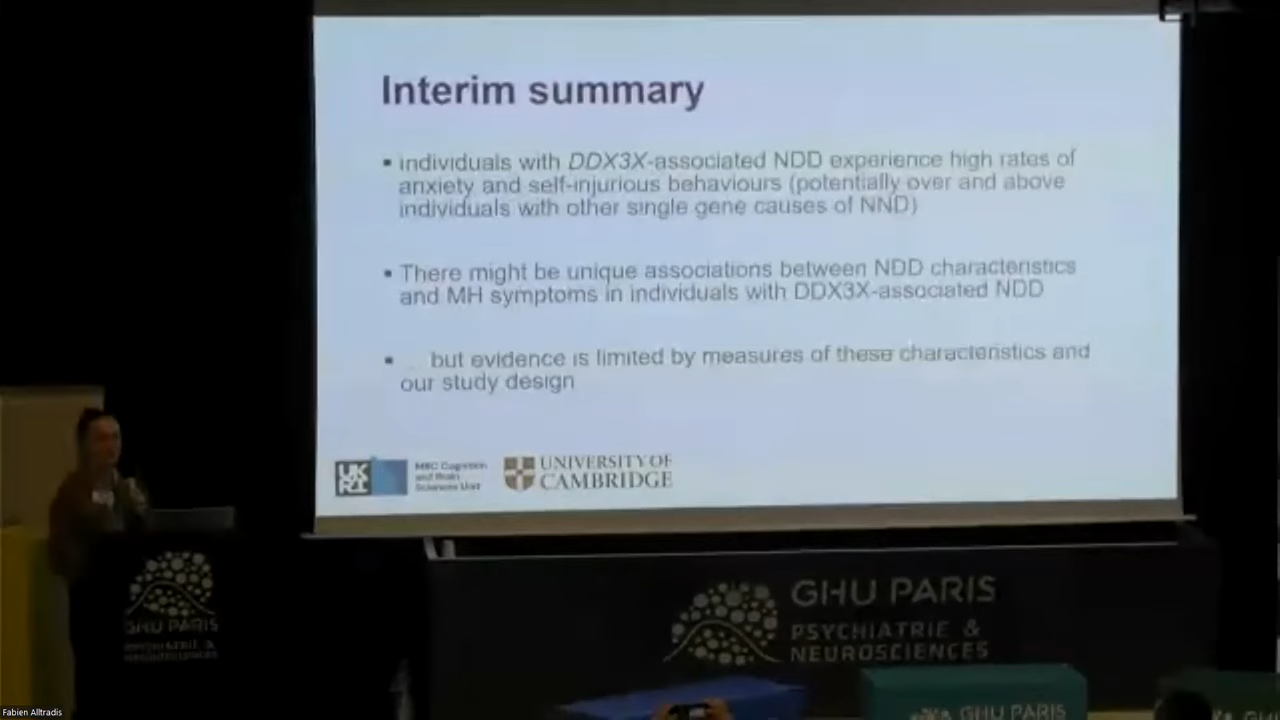 Interim summary
▪ individuals with DDX3X-associated NDD experience high rates of
anxiety and self-injurious behaviours (potentially over and above
individuals with other single gene causes of NND)
▪ There might be unique associations between NDD characteristics
and MH symptoms in individuals with DDX3X-associated NDD
▪ but evidence is limited by measures of these characteristics and
our study design
UK
RI
MRC Cognition
and Brain
Sciences Unit
UNIVERSITY OF
CAMBRIDGE
GHU PARIS
PSYCHIATRIE &
NEUROSCIENCES
GHU PARIS
PSYCHIATRIE &
NEUROSCIENCES
GHU PARIS
Fabien Alltradis